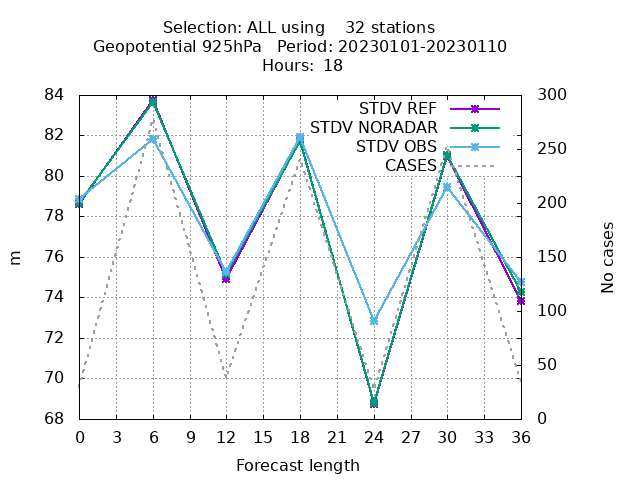 Selection: ALL using    32 stations
Geopotential 925hPa   Period: 20230101-20230110
Hours: 18
84
82
80
78
76
74
72
70
68
m
STDV REF
STDV NORADAR
STDV OBS
CASES
300
250
200
150
100
50
0
No cases
0 3 6 9 12 15 18 21 24 27 30 33 36
Forecast length